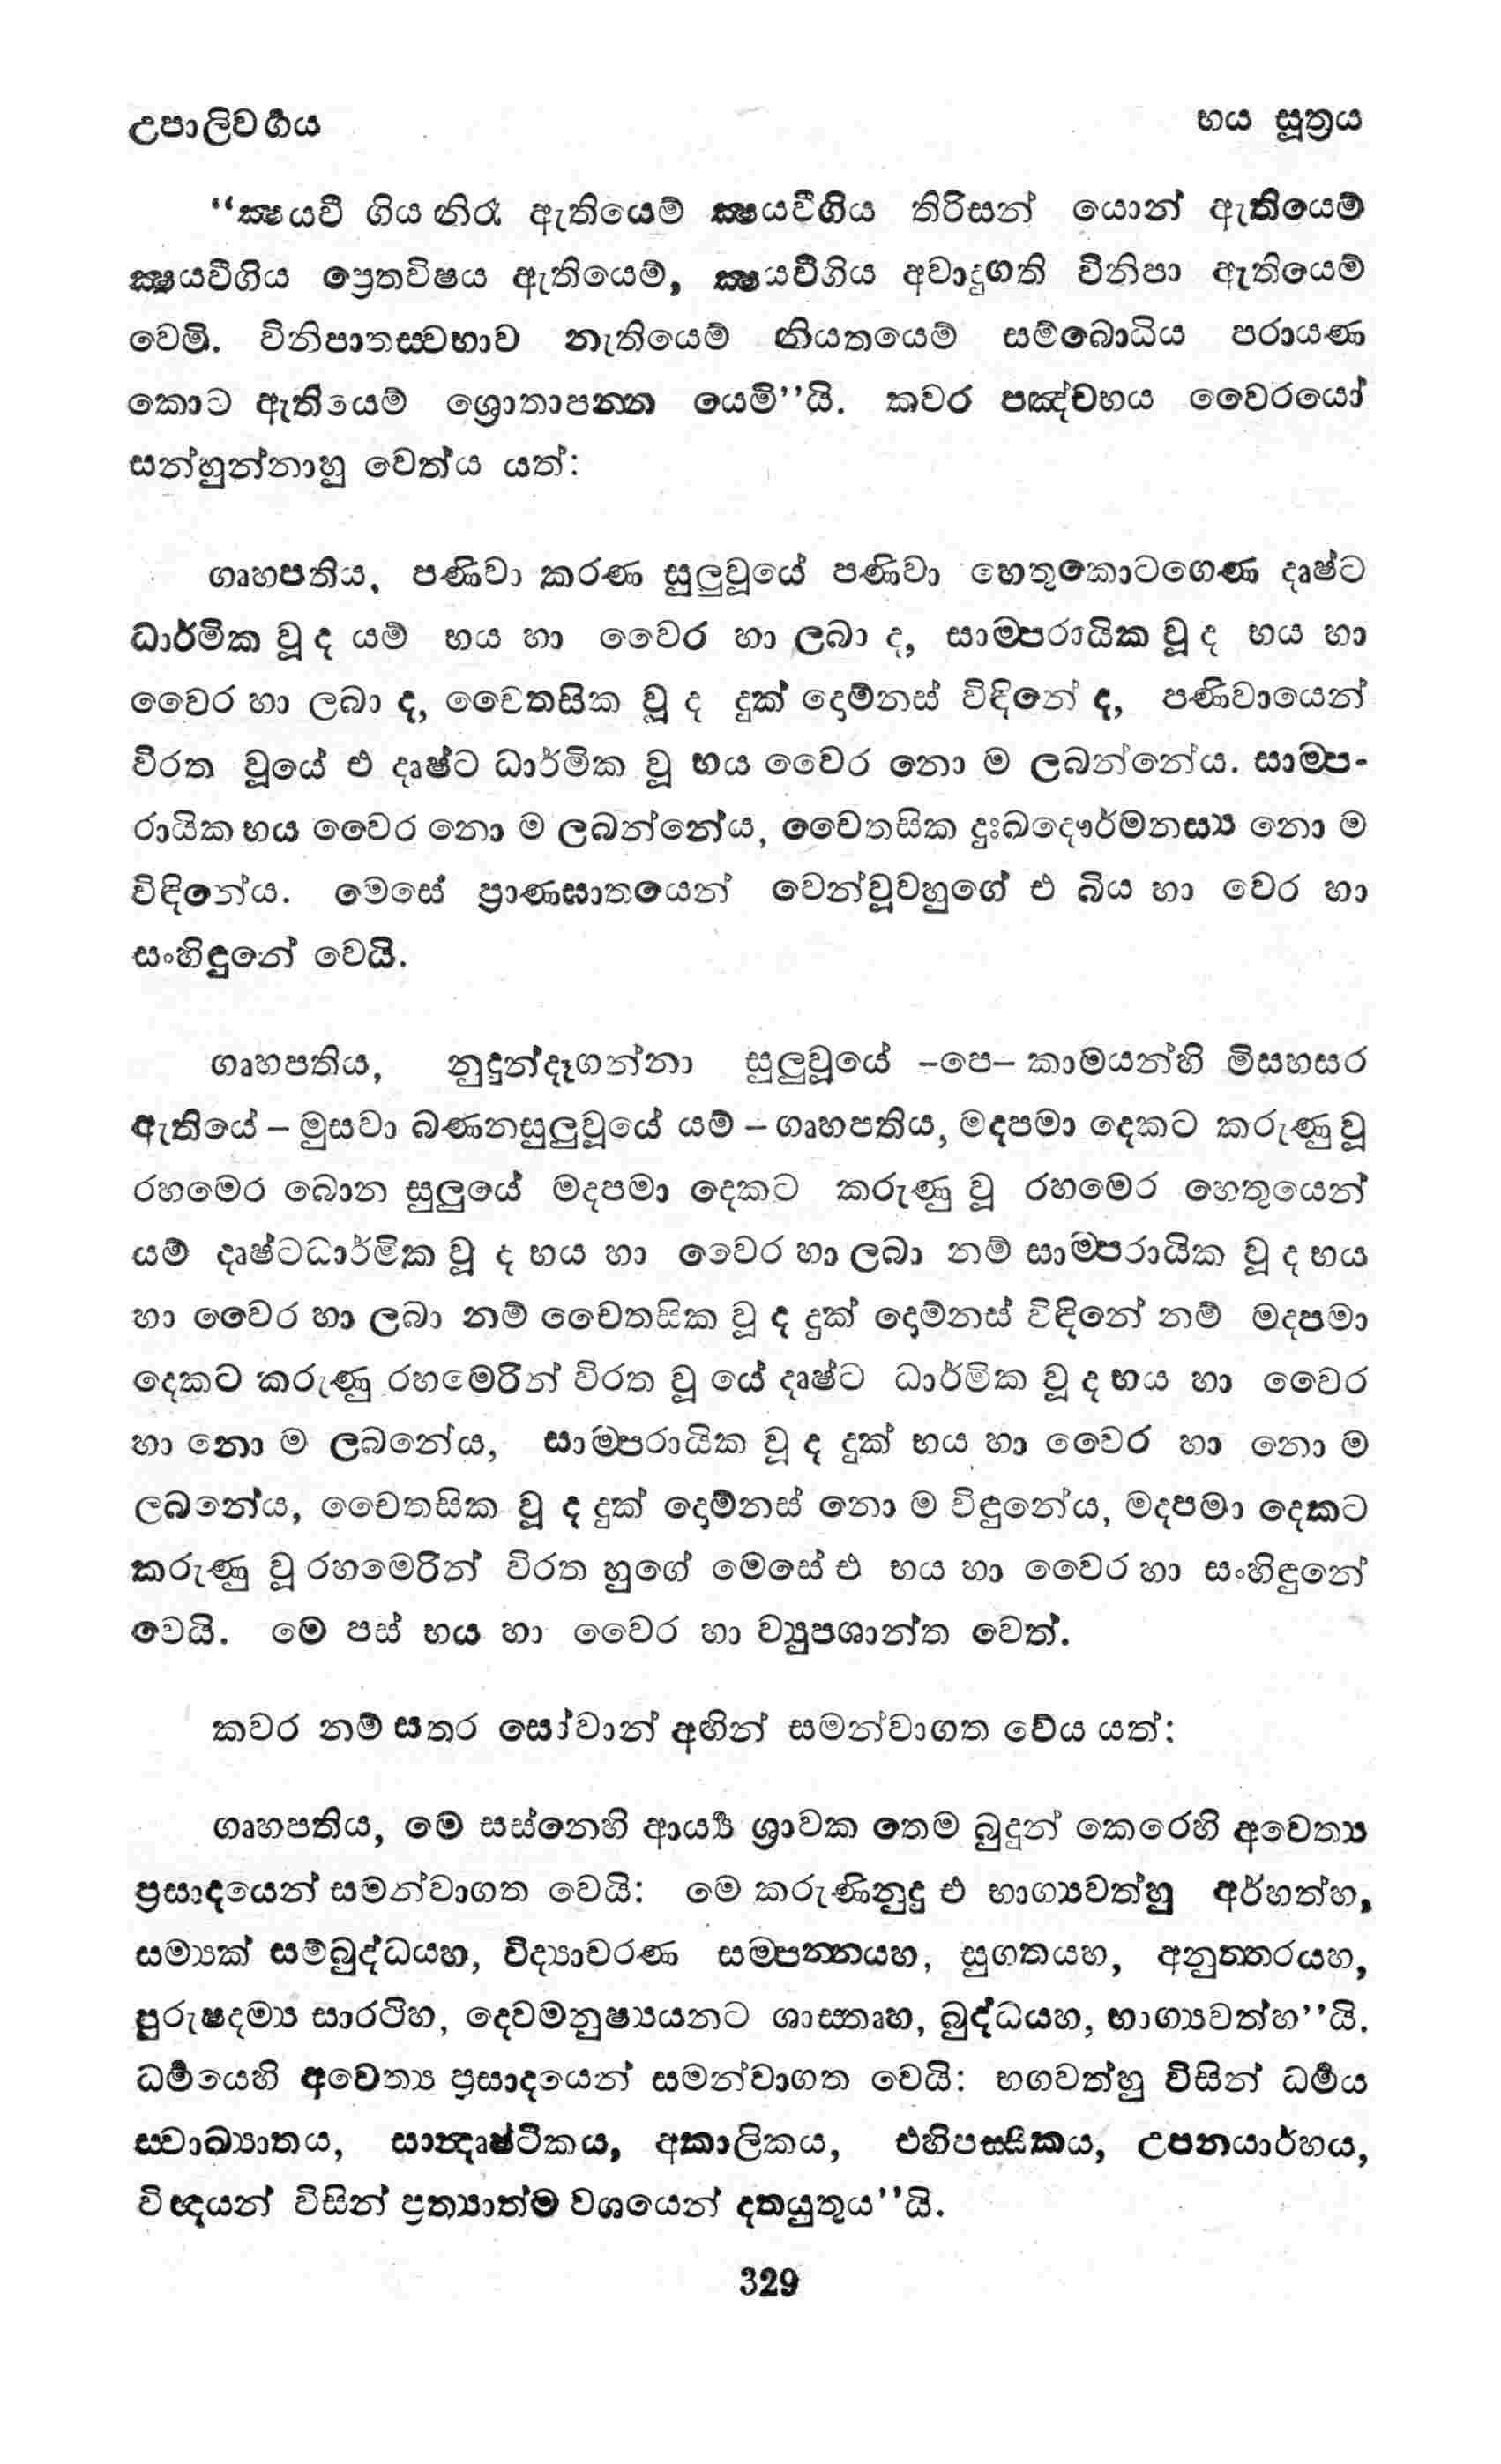 උපාලිවර්‍ගය
භය සූත්‍රය
“ක්‍ෂයවී ගිය නිරෑ ඇතියෙම් ක්‍ෂයවීගිය තිරිසන් යොන් ඇතියෙම්
ක්‍ෂයවීගිය ප්‍රෙතවිෂය ඇතියෙම්, ක්‍ෂයවීගිය අවාදුගති විනිපා ඇතියෙම්
වෙමි. විනිපාතස්වභාව නැතියෙම් නියතයෙම් සම්බොධිය පරායණ
කොට ඇතියෙම් ශ්‍රොතාපන්න යෙමි”යි. කවර පඤ්චභය වෛරයෝ
සන්හුන්නාහු වෙත්ය යත්:
ගෘහපතිය, පණිවා කරණ සුලුවූයේ පණිවා හෙතුකොටගෙණ දෘෂ්ට
ධාර්මික වූ ද යම් භය හා වෛර හා ලබා ද, සාම්පරායික වූ ද භය හා
වෛර හා ලබා ද, චෛතසික වූ ද දුක් දොම්නස් විඳිනේ ද, පණිවායෙන්
විරත වූයේ එ දෘෂ්ට ධාර්මික වූ භය වෛර නො ම ලබන්නේය. සාම්ප-
රායික භය වෛර නො ම ලබන්නේය, චෛතසික දුඃඛදෞර්මනස්‍ය නො ම
විඳිනේය. මෙසේ ප්‍රාණඝාතයෙන් වෙන්වූවහුගේ එ බිය හා වෙර හා
සංහිඳුනේ වෙයි.
ගෘහපතිය, නුදුන්දෑගන්නා සුලුවූයේ –පෙ– කාමයන්හි මිසහසර
ඇතියේ – මුසවා බණනසුලුවූයේ යම් – ගෘහපතිය, මදපමා දෙකට කරුණු වූ
රහමෙර බොන සුලුයේ මදපමා දෙකට කරුණු වූ රහමෙර හෙතුයෙන්
යම් දෘෂ්ටධාර්මික වූ ද භය හා වෛර හා ලබා නම් සාම්පරායික වූ ද භය
හා වෛර හා ලබා නම් චෛතසික වූ ද දුක් දොම්නස් විඳිනේ නම් මදපමා
දෙකට කරුණු රහමෙරින් විරත වූ යේ දෘෂ්ට ධාර්මික වූ ද භය හා වෛර
හා නො ම ලබනේය, සාම්පරායික වූ ද දුක් භය හා වෛර හා නො ම
ලබනේය, චෛතසික වූ ද දුක් දොම්නස් නො ම විඳුනේය, මදපමා දෙකට
කරුණු වූ රහමෙරින් විරත හුගේ මෙසේ එ භය හා වෛර හා සංහිඳුනේ
වෙයි. මෙ පස් භය හා වෛර හා ව්‍යුපශාන්ත වෙත්.
කවර නම් සතර සෝවාන් අඟින් සමන්වාගත වේය යත්:
ගෘහපතිය, මෙ සස්නෙහි ආර්‍ය්‍ය ශ්‍රාවක තෙම බුදුන් කෙරෙහි අවෙත්‍ය
ප්‍රසාදයෙන් සමන්වාගත වෙයි: මෙ කරුණිනුදු එ භාග්‍යවත්හු අර්හත්හ,
සම්‍යක් සම්බුද්ධයහ, විද්‍යාචරණ සම්පන්නයහ, සුගතයහ, අනුත්තරයහ,
පුරුෂදම්‍ය සාරථිහ, දෙවමනුෂ්‍යයනට ශාස්තෘහ, බුද්ධයහ, භාග්‍යවත්හ”යි.
ධර්‍මයෙහි අවෙත්‍ය ප්‍රසාදයෙන් සමන්වාගත වෙයි: භගවත්හු විසින් ධර්‍මය
ස්වාඛ්‍යාතය, සාන්දෘෂ්ටිකය, අකාලිකය, එහිපස්සිකය, උපනයාර්හය,
විඥයන් විසින් ප්‍රත්‍යාත්ම වශයෙන් දතයුතුය”යි.
329